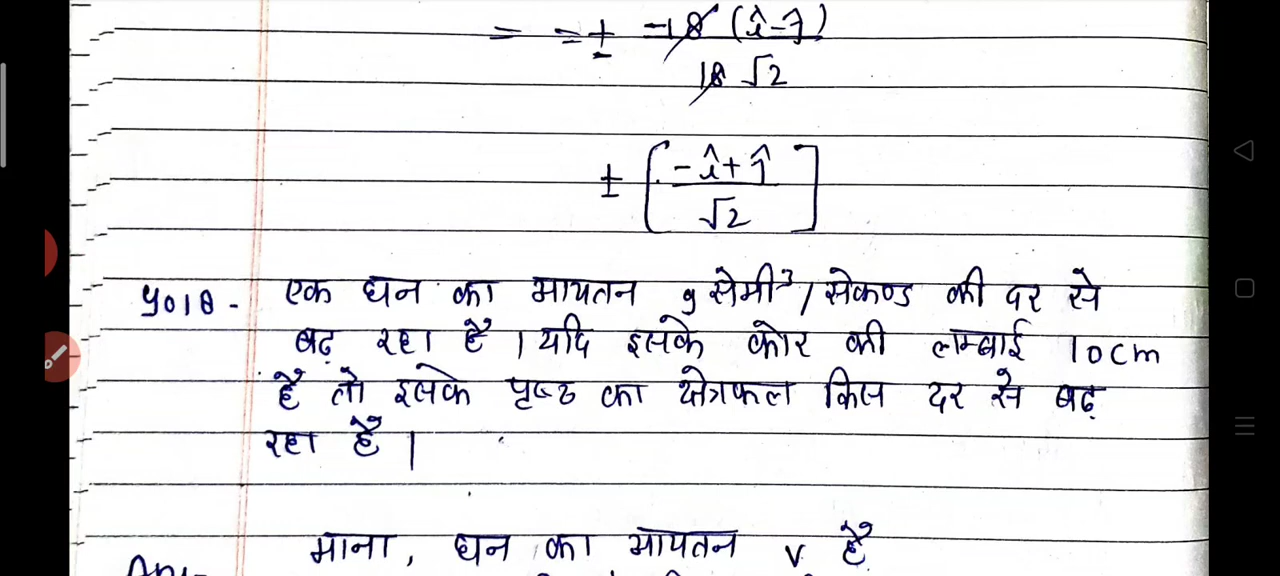 = =± -18 (î-ĵ)
18 √2
± [-î+ĵ
√2]
प्र018- एक घन का आयतन 9 सेमी³/सेकण्ड की दर से
बढ़ रहा है । यदि इसके कोर की लम्बाई 10cm
है तो इसके पृष्ठ का क्षेत्रफल किस दर से बढ़
रहा है ।
माना, घन का आयतन v है